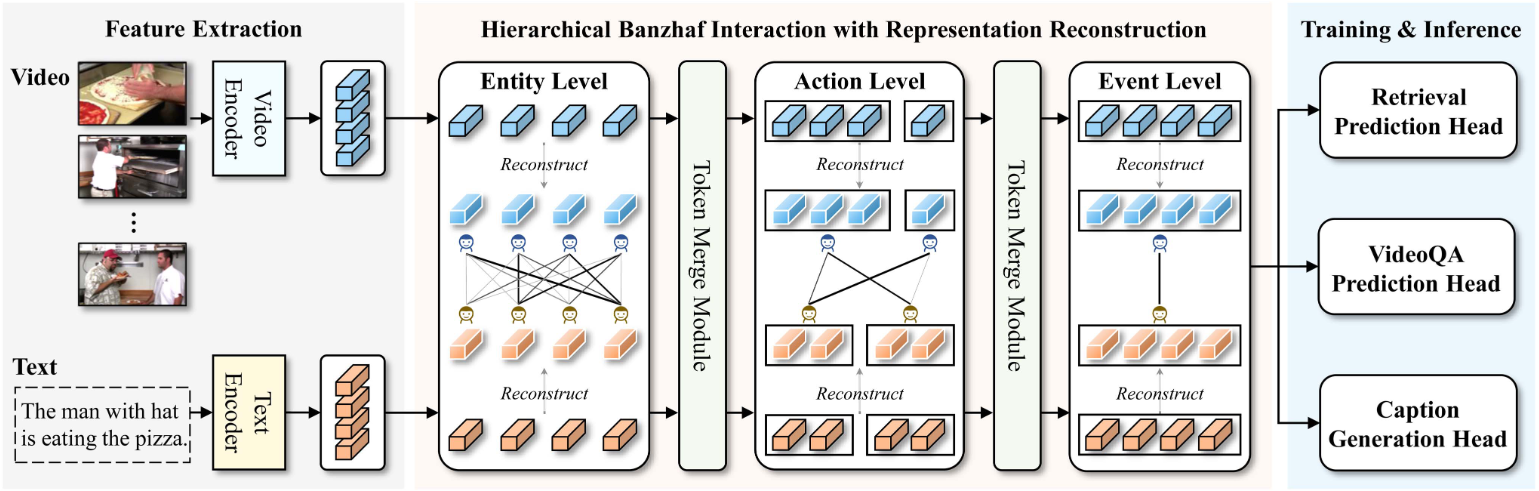 Feature Extraction
Hierarchical Banzhaf Interaction with Representation Reconstruction
Training & Inference
Video
Video
Encoder
Text
The man with hat
is eating the pizza.
Text
Encoder
Entity Level
Reconstruct
Reconstruct
Token Merge Module
Action Level
Reconstruct
Reconstruct
Token Merge Module
Event Level
Reconstruct
Reconstruct
Retrieval
Prediction Head
VideoQA
Prediction Head
Caption
Generation Head